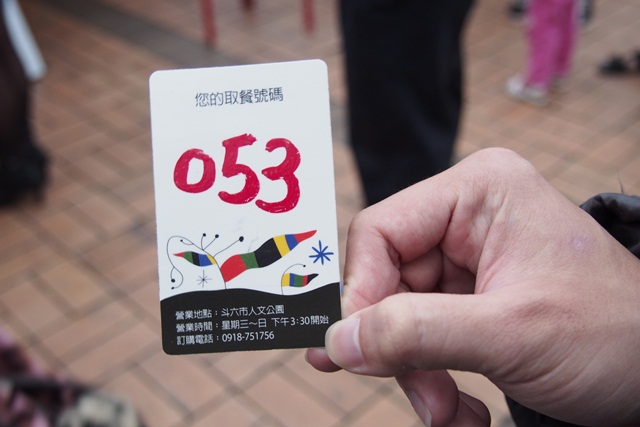 您的取餐號碼
053
營業地點：斗六市人文公園
營業時間：星期三~日 下午3:30開始
訂購電話：0918-751756